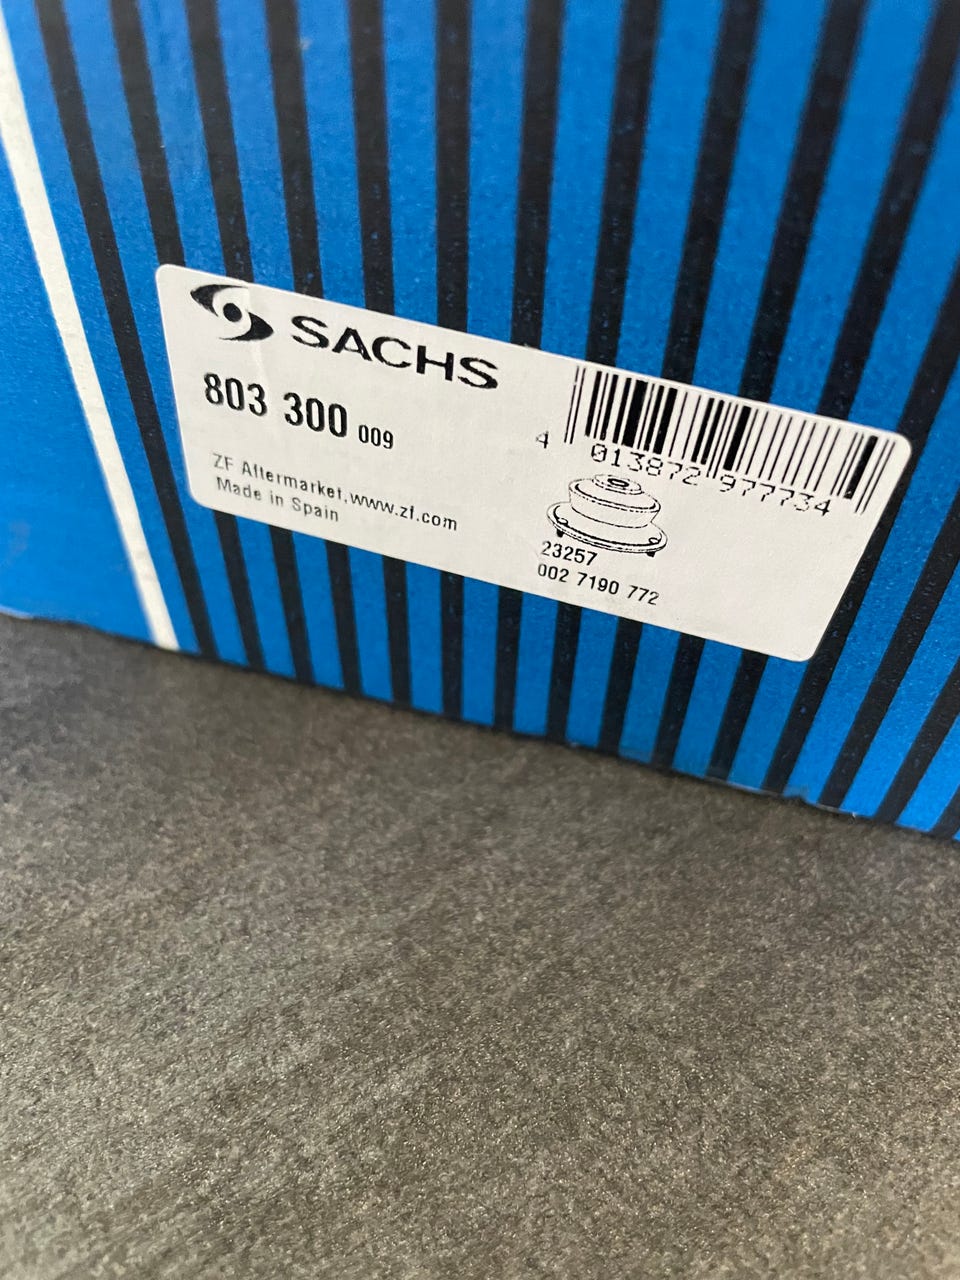 SACHS
803 300 009
ZF Aftermarket,www.zf.com
Made in Spain
4 013872 977734
23257
002 7190 772